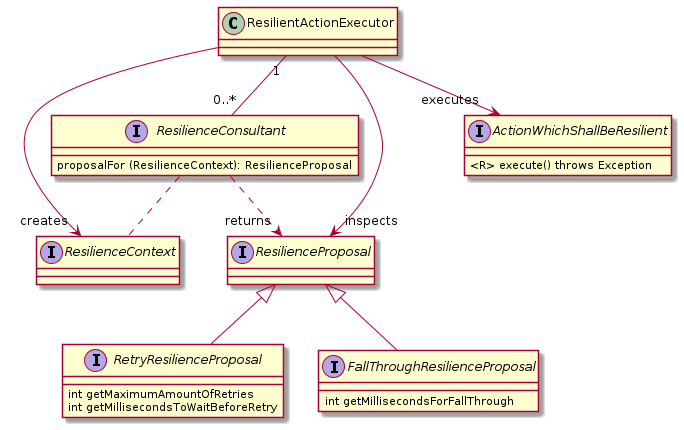 C ResilientActionExecutor
1
0..*
executes
I ResilienceConsultant
proposalFor (ResilienceContext): ResilienceProposal
I ActionWhichShallBeResilient
<R> execute() throws Exception
creates
returns
inspects
I ResilienceContext
I ResilienceProposal
I RetryResilienceProposal
int getMaximumAmountOfRetries
int getMillisecondsToWaitBeforeRetry
I FallThroughResilienceProposal
int getMillisecondsForFallThrough